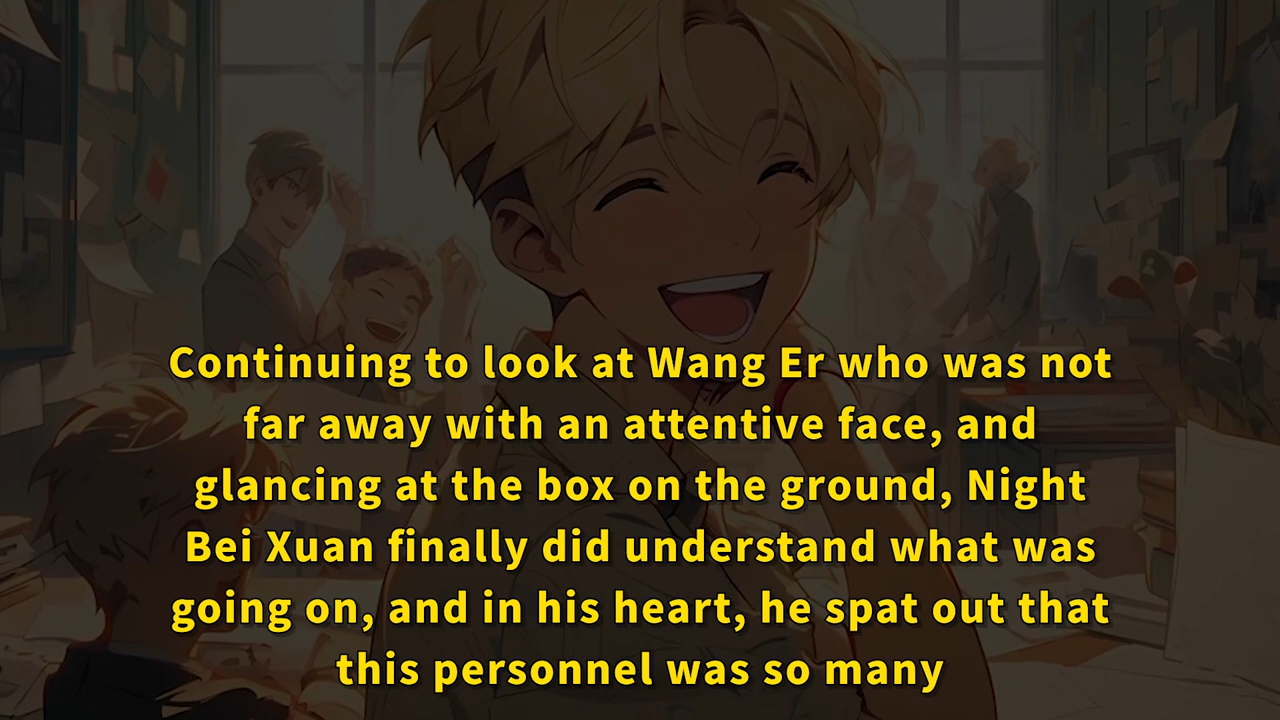 Continuing to look at Wang Er who was not
far away with an attentive face, and
glancing at the box on the ground, Night
Bei Xuan finally did understand what was
going on, and in his heart, he spat out that
this personnel was so many